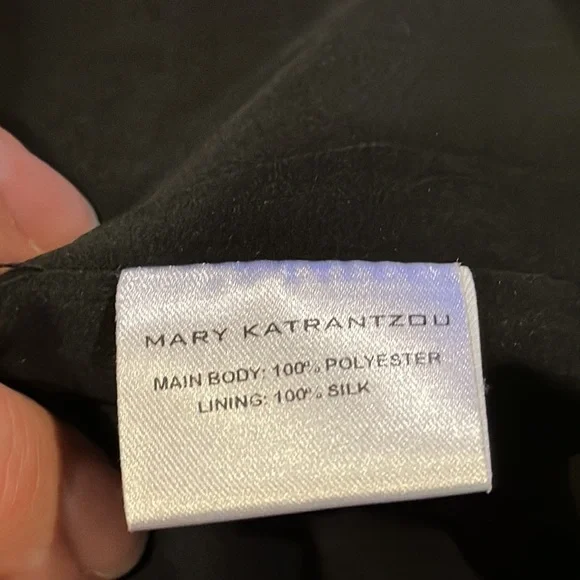 MARY KATRANTZOU
MAIN BODY: 100% POLYESTER
LINING: 100% SILK